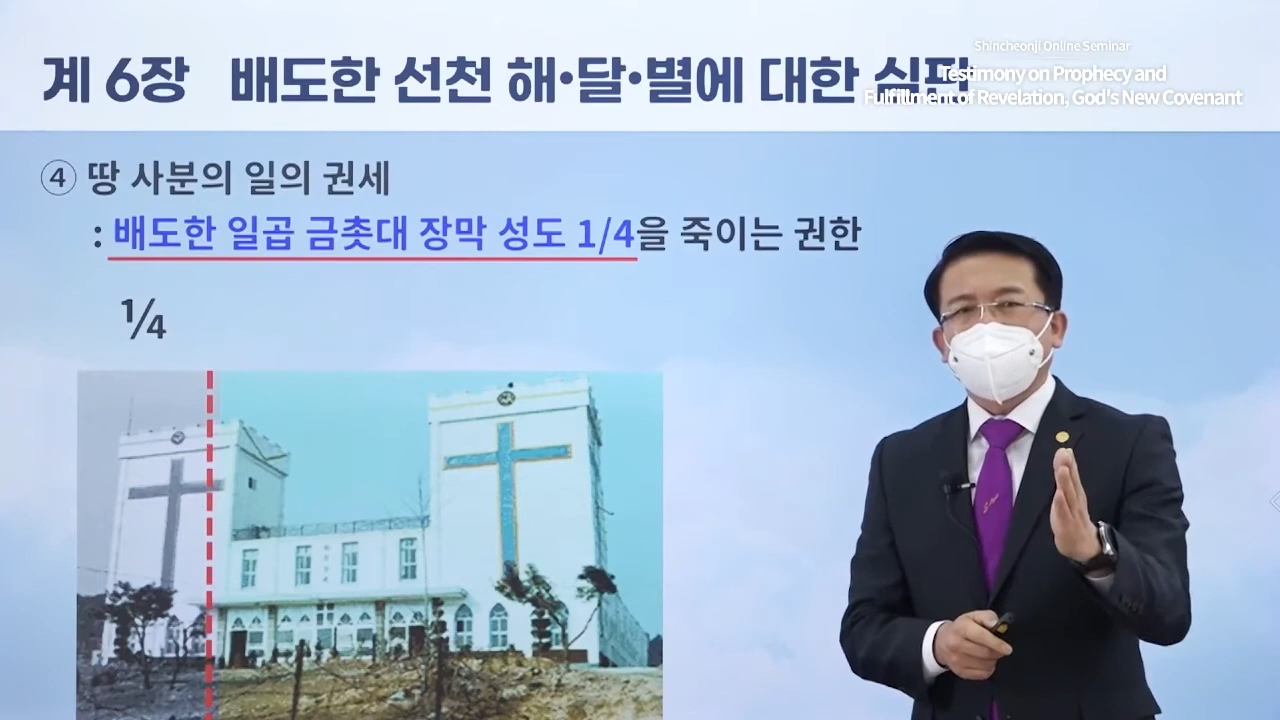 계 6장 배도한 선천 해·달·별에 대한 심판
Shincheonji Online Seminar
Testimony on Prophecy and
Fulfillment of Revelation, God's New Covenant
④ 땅 사분의 일의 권세
: 배도한 일곱 금촛대 장막 성도 1/4을 죽이는 권한
¼